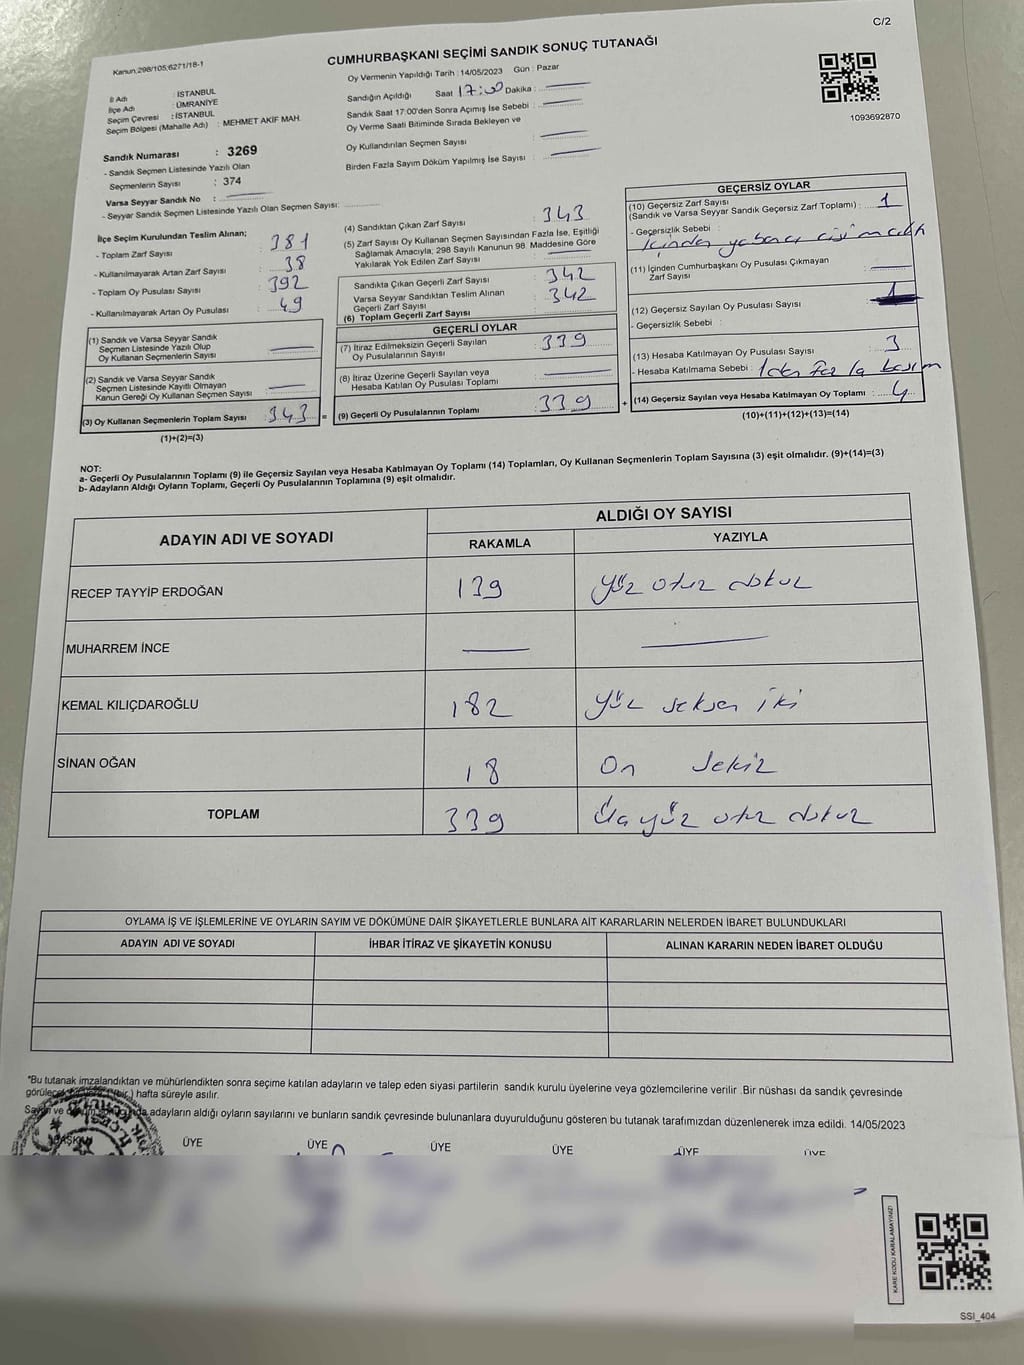 C/2
Kanun:298/105;6271/18-1
CUMHURBAŞKANI SEÇİMİ SANDIK SONUÇ TUTANAĞI
İl Adı : İSTANBUL
İlçe Adı : ÜMRANİYE
Seçim Çevresi : İSTANBUL
Seçim Bölgesi (Mahalle Adı) : MEHMET AKİF MAH.
Sandık Numarası : 3269
- Sandık Seçmen Listesinde Yazılı Olan
Seçmenlerin Sayısı : 374
Varsa Seyyar Sandık No :
- Seyyar Sandık Seçmen Listesinde Yazılı Olan Seçmen Sayısı:
Oy Vermenin Yapıldığı Tarih : 14/05/2023 Gün : Pazar
Sandığın Açıldığı Saat 17:00 Dakika :
Sandık Saat 17:00'den Sonra Açımış İse Sebebi :
Oy Verme Saati Bitiminde Sırada Bekleyen ve
Oy Kullandırılan Seçmen Sayısı
Birden Fazla Sayım Döküm Yapılmış İse Sayısı
1093692870
İlçe Seçim Kurulundan Teslim Alınan;
- Toplam Zarf Sayısı : 381
- Kullanılmayarak Artan Zarf Sayısı : 38
- Toplam Oy Pusulası Sayısı : 392
- Kullanılmayarak Artan Oy Pusulası : 49
(1) Sandık ve Varsa Seyyar Sandık
Seçmen Listesinde Yazılı Olup
Oy Kullanan Seçmenlerin Sayısı
(2) Sandık ve Varsa Seyyar Sandık
Seçmen Listesinde Kayıtlı Olmayan
Kanun Gereği Oy Kullanan Seçmen Sayısı
(3) Oy Kullanan Seçmenlerin Toplam Sayısı : 343 =
(1)+(2)=(3)
(4) Sandıktan Çıkan Zarf Sayısı : 343
(5) Zarf Sayısı Oy Kullanan Seçmen Sayısından Fazla İse, Eşitliği
Sağlamak Amacıyla; 298 Sayılı Kanunun 98. Maddesine Göre
Yakılarak Yok Edilen Zarf Sayısı
Sandıkta Çıkan Geçerli Zarf Sayısı : 342
Varsa Seyyar Sandıktan Teslim Alınan
Geçerli Zarf Sayısı : 342
(6) Toplam Geçerli Zarf Sayısı
GEÇERLİ OYLAR
(7) İtiraz Edilmeksizin Geçerli Sayılan
Oy Pusulalarının Sayısı : 339
(8) İtiraz Üzerine Geçerli Sayılan veya
Hesaba Katılan Oy Pusulası Toplamı
(9) Geçerli Oy Pusulalarının Toplamı : 339 +
GEÇERSİZ OYLAR
(10) Geçersiz Zarf Sayısı
(Sandık ve Varsa Seyyar Sandık Geçersiz Zarf Toplamı) : 1
- Geçersizlik Sebebi :
içinden yabancı cisim çıktı
(11) İçinden Cumhurbaşkanı Oy Pusulası Çıkmayan
Zarf Sayısı
(12) Geçersiz Sayılan Oy Pusulası Sayısı :
- Geçersizlik Sebebi :
(13) Hesaba Katılmayan Oy Pusulası Sayısı : 3
- Hesaba Katılmama Sebebi : 1den fazla basım
(14) Geçersiz Sayılan veya Hesaba Katılmayan Oy Toplamı : 4
(10)+(11)+(12)+(13)=(14)
NOT:
a- Geçerli Oy Pusulalarının Toplamı (9) ile Geçersiz Sayılan veya Hesaba Katılmayan Oy Toplamı (14) Toplamları, Oy Kullanan Seçmenlerin Toplam Sayısına (3) eşit olmalıdır. (9)+(14)=(3)
b- Adayların Aldığı Oyların Toplamı, Geçerli Oy Pusulalarının Toplamına (9) eşit olmalıdır.
ADAYIN ADI VE SOYADI
ALDIĞI OY SAYISI
RAKAMLA YAZIYLA
RECEP TAYYİP ERDOĞAN 139 Yüz otuz dokuz
MUHARREM İNCE
KEMAL KILIÇDAROĞLU 182 Yüz seksen iki
SİNAN OĞAN 18 On sekiz
TOPLAM 339 Üçyüz otuz dokuz
OYLAMA İŞ VE İŞLEMLERİNE VE OYLARIN SAYIM VE DÖKÜMÜNE DAİR ŞİKAYETLERLE BUNLARA AİT KARARLARIN NELERDEN İBARET BULUNDUKLARI
ADAYIN ADI VE SOYADI İHBAR İTİRAZ VE ŞİKAYETİN KONUSU ALINAN KARARIN NEDEN İBARET OLDUĞU
"Bu tutanak imzalandıktan ve mühürlendikten sonra seçime katılan adayların ve talep eden siyasi partilerin sandık kurulu üyelerine veya gözlemcilerine verilir .Bir nüshası da sandık çevresinde
hafta süreyle asılır.
adayların aldığı oyların sayılarını ve bunların sandık çevresinde bulunanlara duyurulduğunu gösteren bu tutanak tarafımızdan düzenlenerek imza edildi. 14/05/2023
ÜYE ÜYE ÜYE ÜYE ÜYE ÜYE
KARE KODU KARALAMAYINIZ!
SSI_404